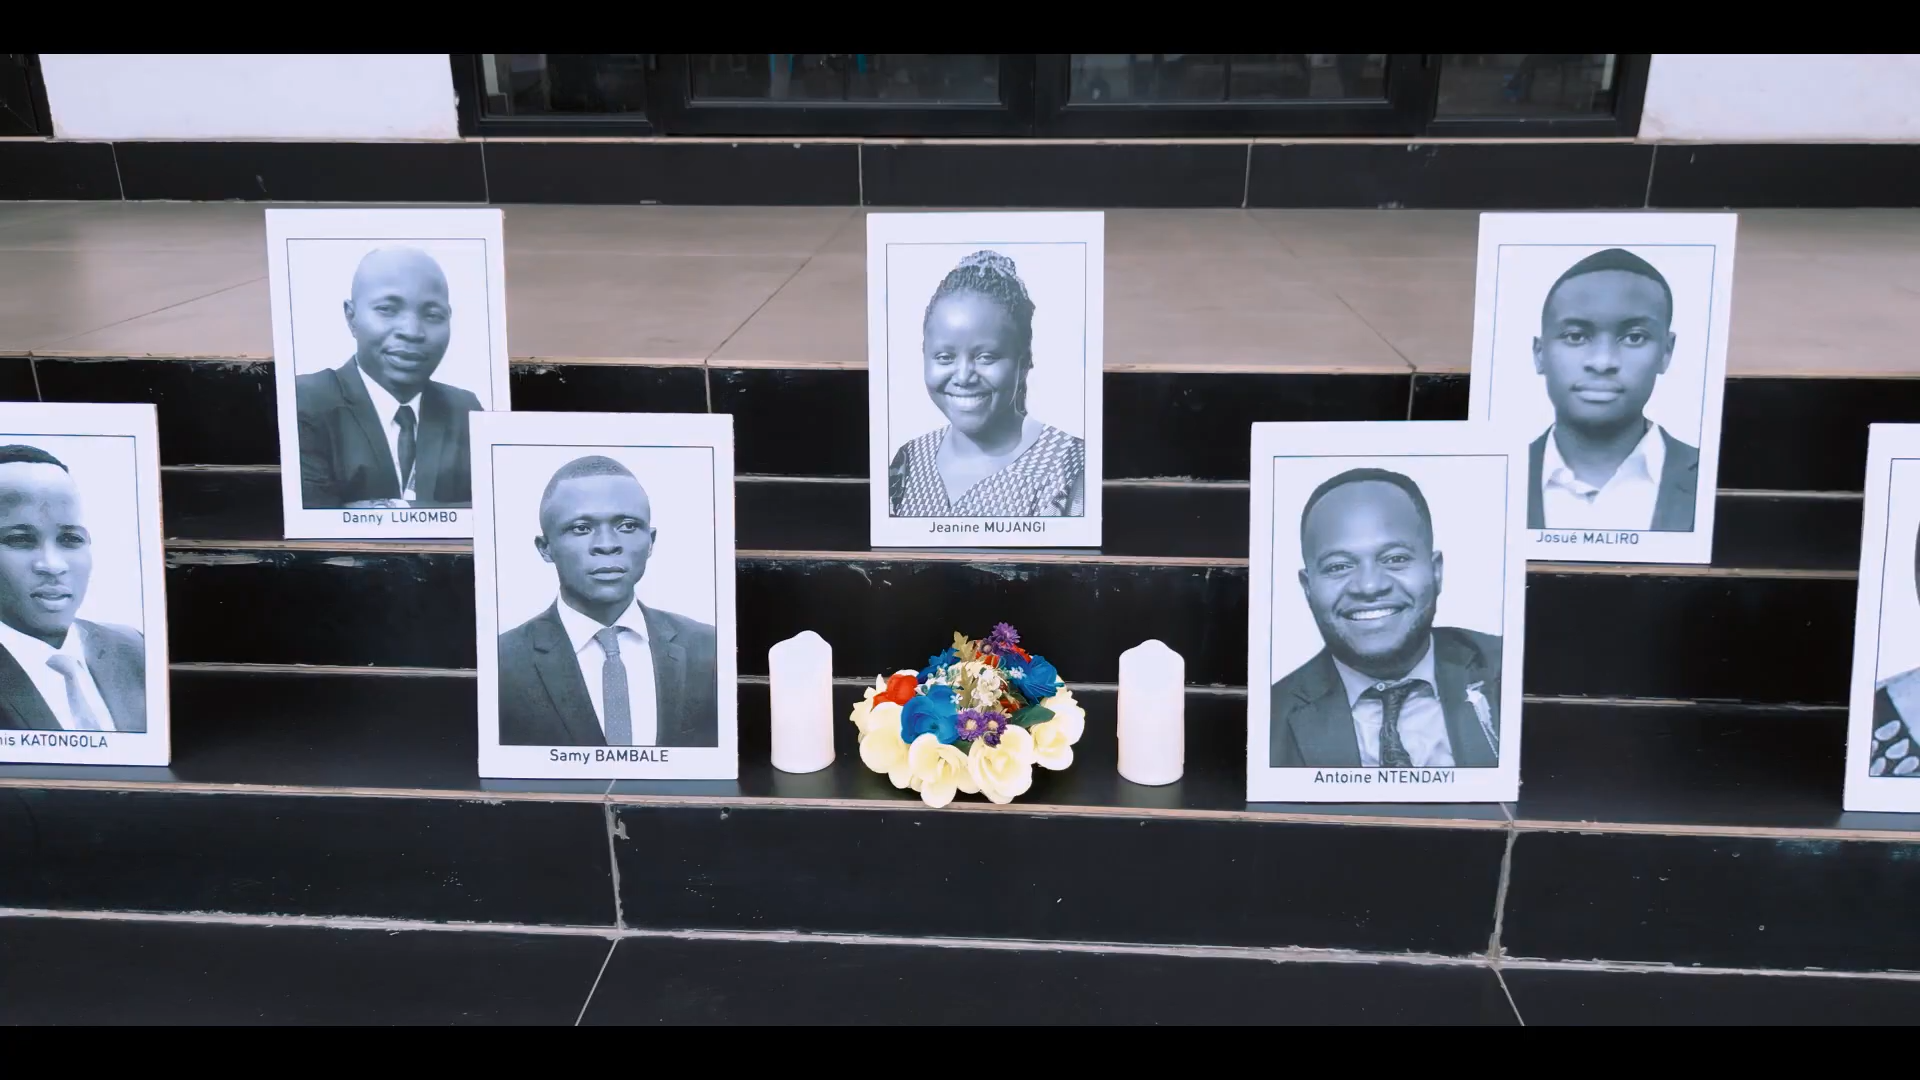 Danny LUKOMBO
Jeanine MUJANGI
Josué MALIRO
KATONGOLA
Samy BAMBALE
Antoine NTENDAYI